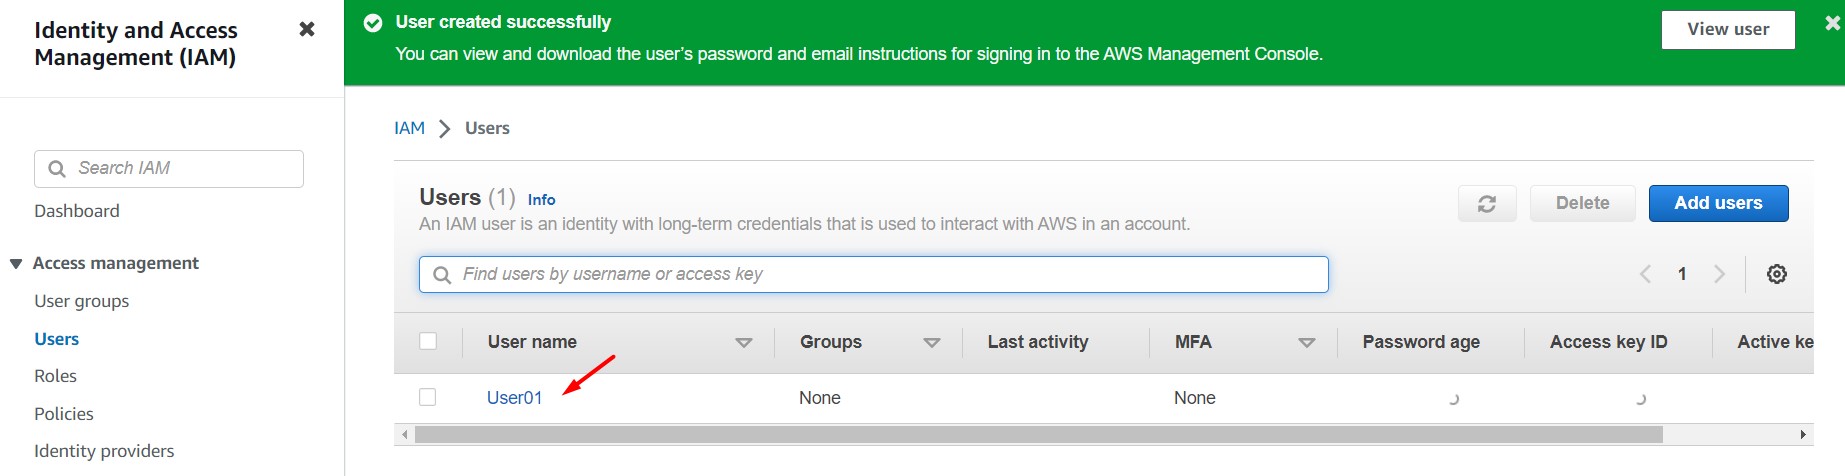 Identity and Access
Management (IAM)
Search IAM
Dashboard
Access management
User groups
Users
Roles
Policies
Identity providers
User created successfully
You can view and download the user's password and email instructions for signing in to the AWS Management Console.
View user
IAM > Users
Users (1) Info
An IAM user is an identity with long-term credentials that is used to interact with AWS in an account.
Delete
Add users
Find users by username or access key
1
User name Groups Last activity MFA Password age Access key ID Active ke
User01 None None